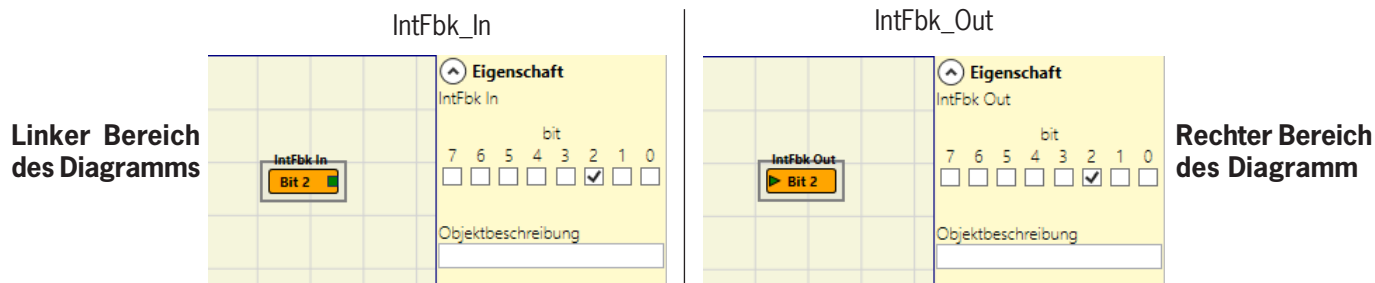 IntFbk_In
Linker Bereich
des Diagramms
IntFbk In
Bit 2
Eigenschaft
IntFbk In
bit
7 6 5 4 3 2 1 0
Objektbeschreibung
IntFbk_Out
IntFbk Out
Bit 2
Eigenschaft
IntFbk Out
bit
7 6 5 4 3 2 1 0
Objektbeschreibung
Rechter Bereich
des Diagramm